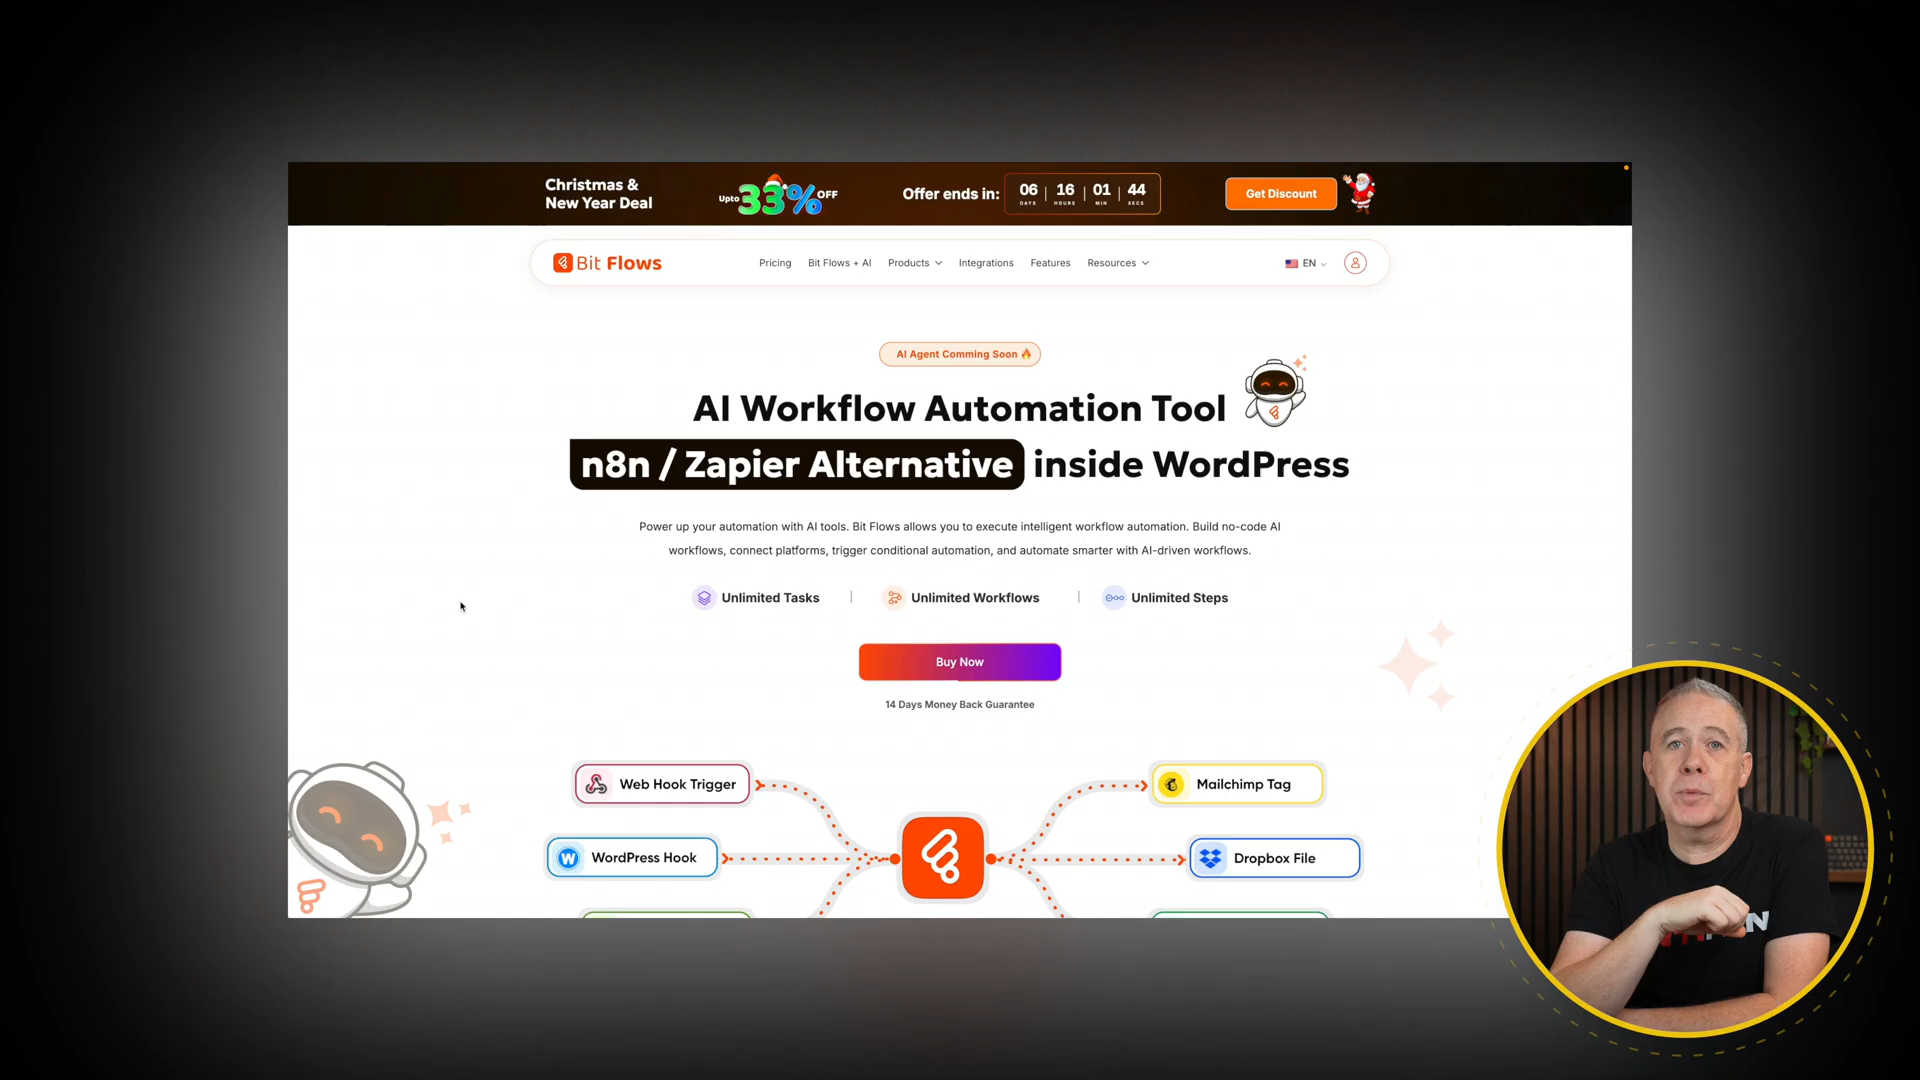 Christmas &
New Year Deal
Upto 33% OFF
Offer ends in:
06 | 16 | 01 | 44
DAYS HOURS MIN SECS
Get Discount
Bit Flows
Pricing Bit Flows + AI Products Integrations Features Resources
EN
AI Agent Comming Soon 🔥
AI Workflow Automation Tool
n8n / Zapier Alternative inside WordPress
Power up your automation with AI tools. Bit Flows allows you to execute intelligent workflow automation. Build no-code AI
workflows, connect platforms, trigger conditional automation, and automate smarter with AI-driven workflows.
Unlimited Tasks | Unlimited Workflows | Unlimited Steps
Buy Now
14 Days Money Back Guarantee
Web Hook Trigger
Mailchimp Tag
WordPress Hook
Dropbox File